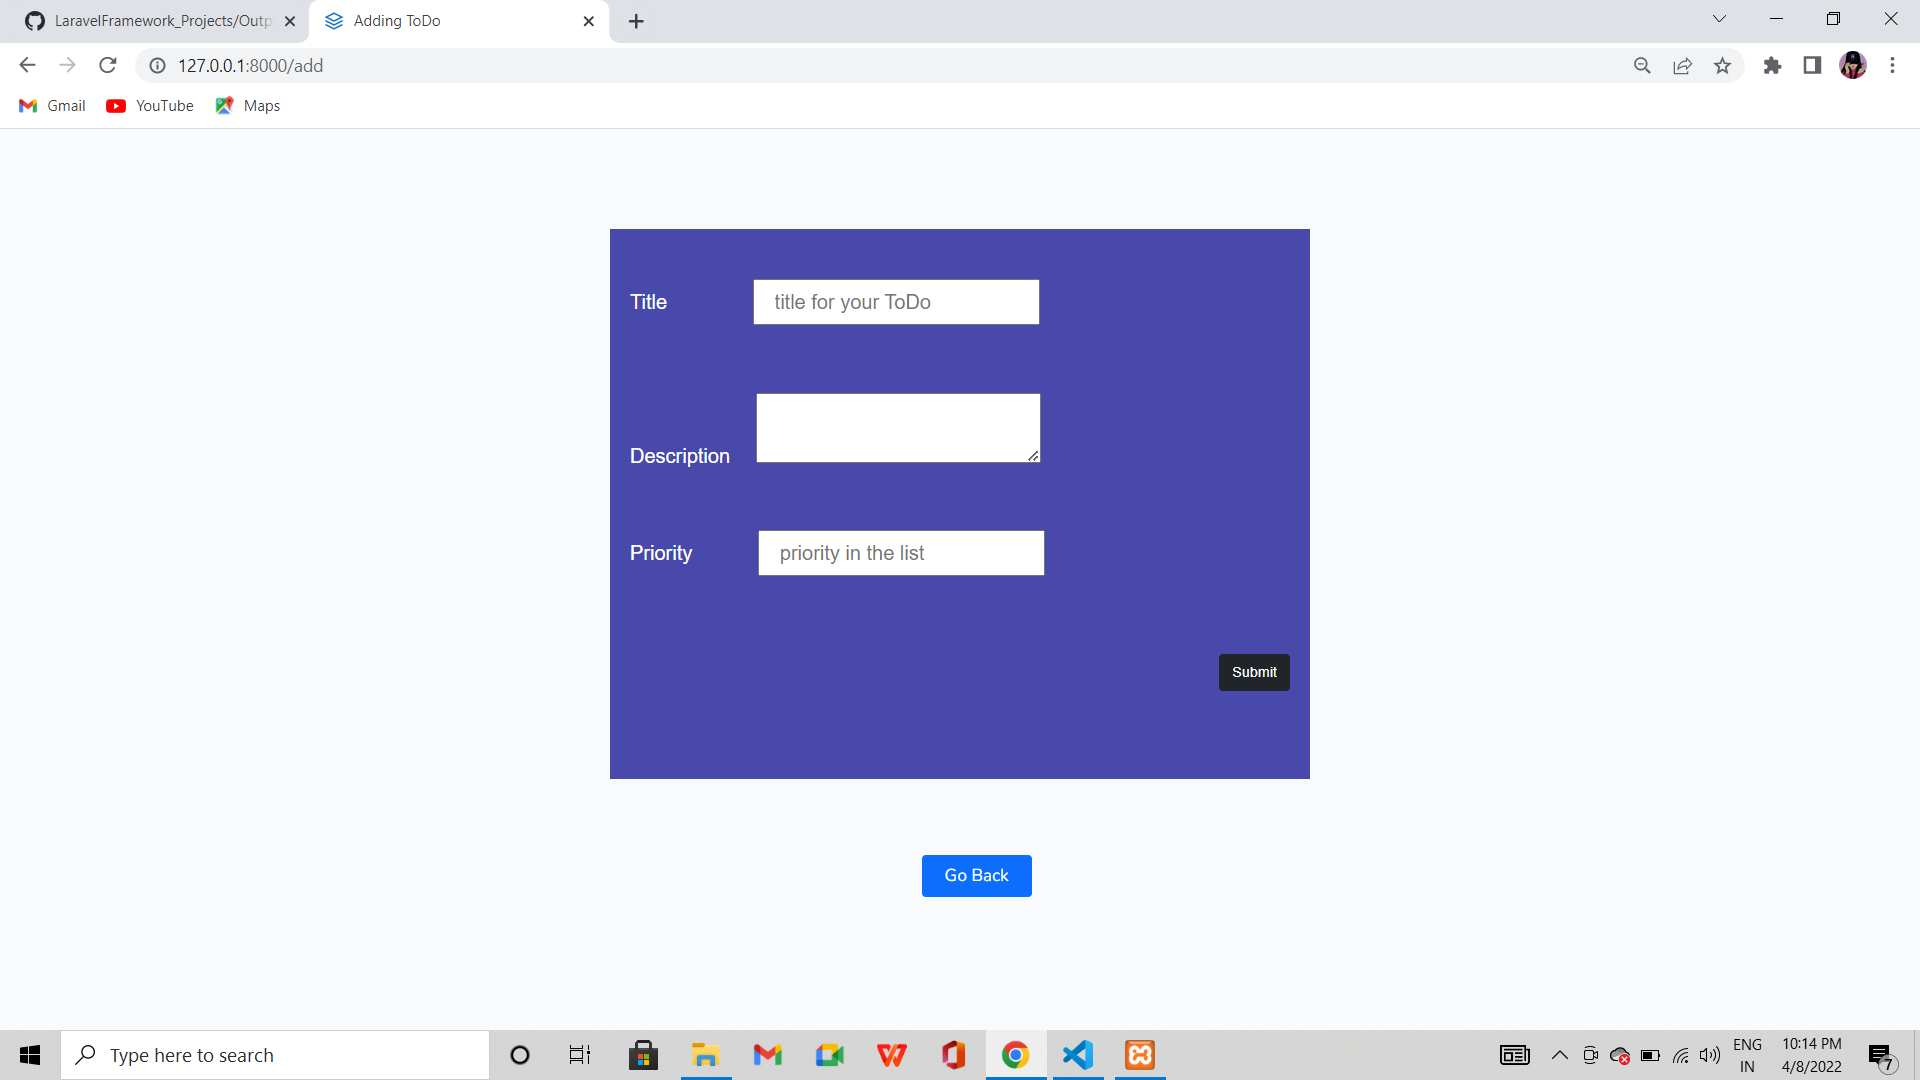 LaravelFramework_Projects/Outp
Adding ToDo
127.0.0.1:8000/add
Gmail
YouTube
Maps
Title
title for your ToDo
Description
Priority
priority in the list
Submit
Go Back
Type here to search
ENG
IN
10:14 PM
4/8/2022
7